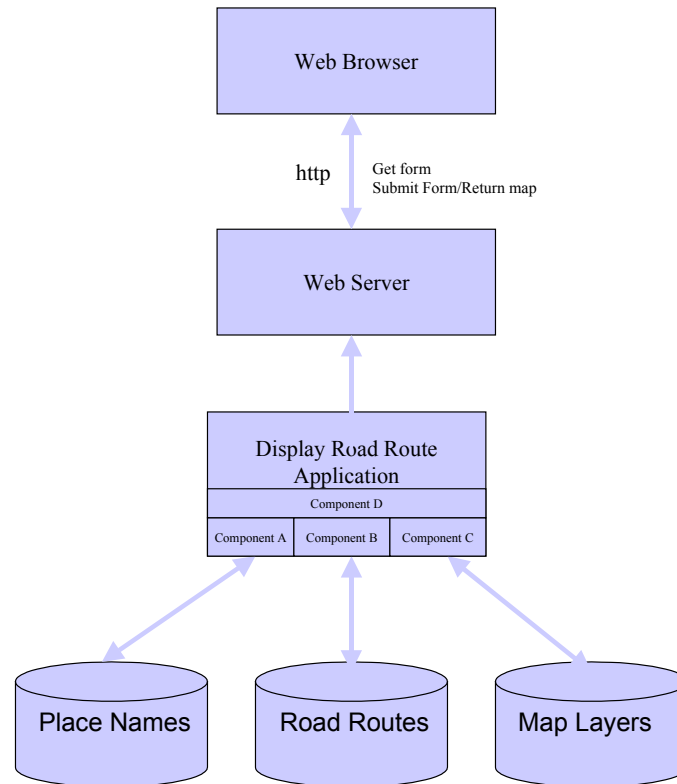 Web Browser
http
Get form
Submit Form/Return map
Web Server
Display Road Route
Application
Component D
Component A
Component B
Component C
Place Names
Road Routes
Map Layers